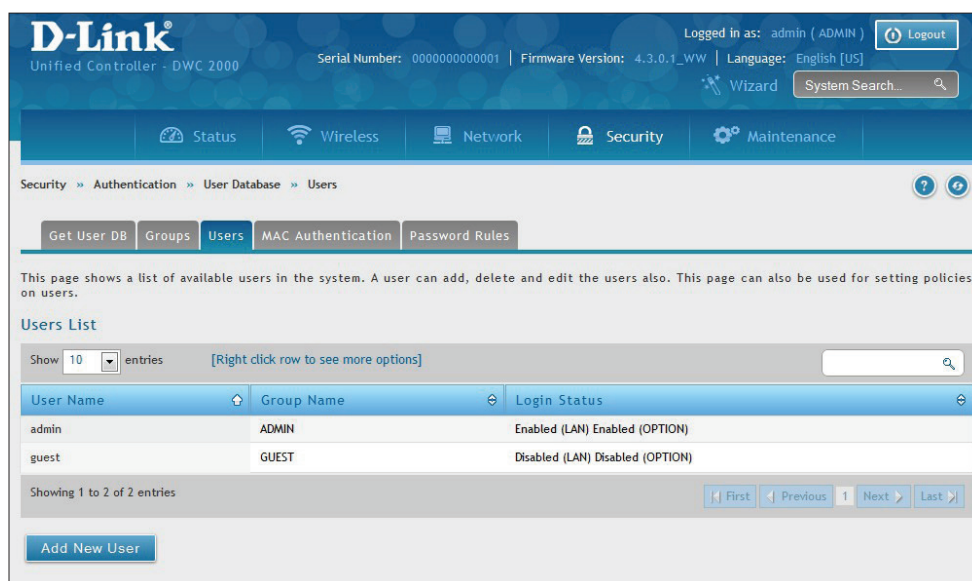 D-Link®
Logged in as: admin ( ADMIN ) Logout
Unified Controller - DWC 2000
Serial Number: 0000000000001 | Firmware Version: 4.3.0.1_WW | Language: English [US]
Wizard System Search...
Status Wireless Network Security Maintenance
Security » Authentication » User Database » Users ?
Get User DB Groups Users MAC Authentication Password Rules
This page shows a list of available users in the system. A user can add, delete and edit the users also. This page can also be used for setting policies
on users.
Users List
Show 10 entries [Right click row to see more options]
User Name Group Name Login Status
admin ADMIN Enabled (LAN) Enabled (OPTION)
guest GUEST Disabled (LAN) Disabled (OPTION)
Showing 1 to 2 of 2 entries First Previous 1 Next Last
Add New User